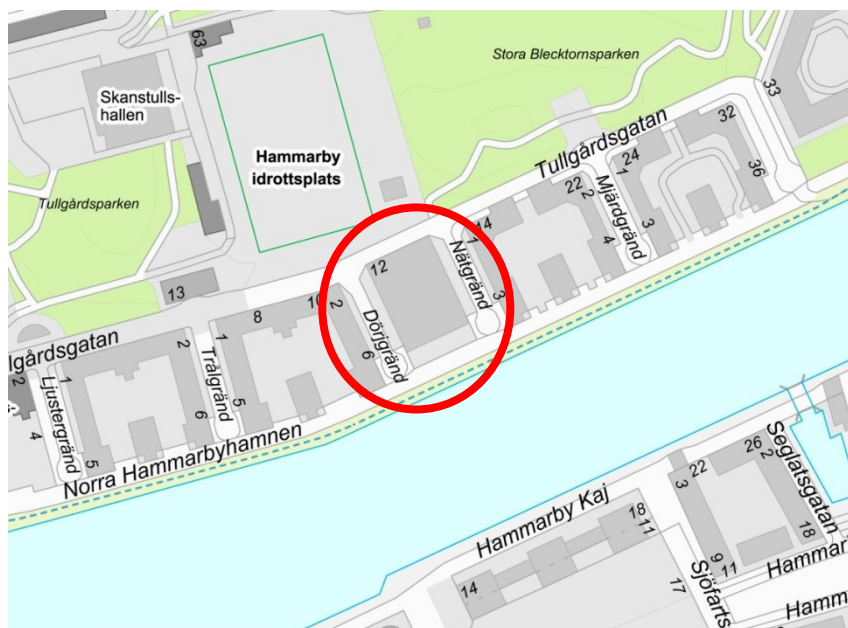 63
Stora Blecktornsparken
33
Skanstulls-
hallen
32
Tullgårdsgatan
24
Hammarby
idrottsplats
1
22
2
36
Mjärdgränd
Tullgårdsparken
14
1
3
4
Nätgränd
12
13
3
10
2
8
Dörjgränd
lgårdsgatan
2
1
6
Trålgränd
2
1
Ljustergränd
5
6
4
5
Norra Hammarbyhamnen
Seglatsgatan
26
2
22
3
Hammarby Kaj
18
11
18
9
11
Hammarb
14
17
Sjöfarts
Hamm